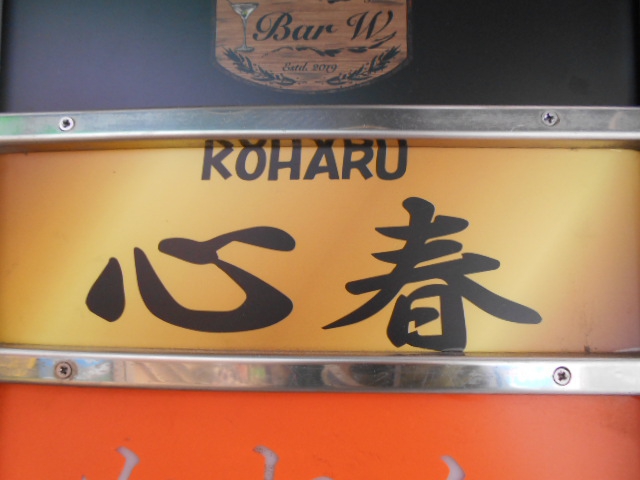 Bar W
Estd. 2019
KOHARU
心春